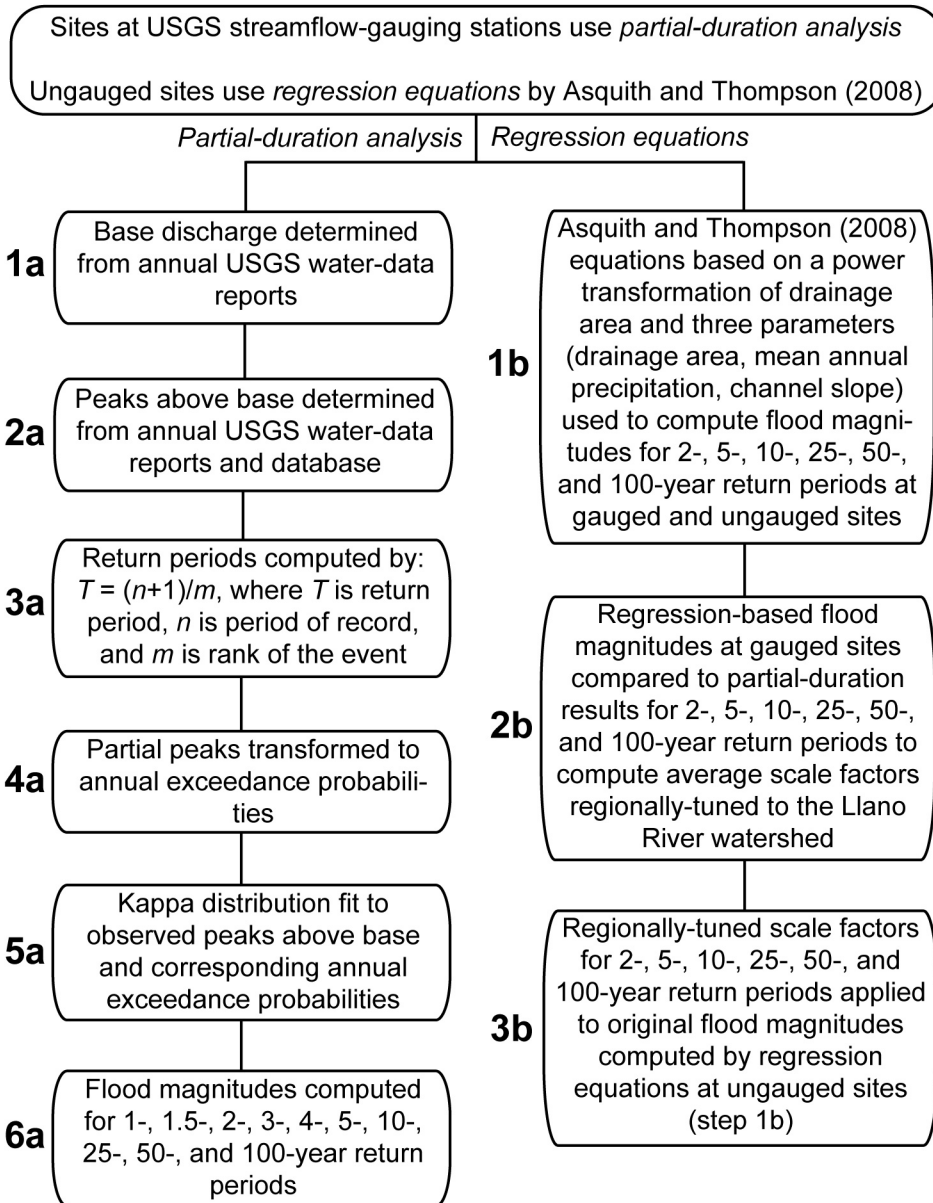 Sites at USGS streamflow-gauging stations use partial-duration analysis
Ungauged sites use regression equations by Asquith and Thompson (2008)
Partial-duration analysis
Regression equations
1a
Base discharge determined
from annual USGS water-data
reports
2a
Peaks above base determined
from annual USGS water-data
reports and database
3a
Return periods computed by:
T = (n+1)/m, where T is return
period, n is period of record,
and m is rank of the event
4a
Partial peaks transformed to
annual exceedance probabili-
ties
5a
Kappa distribution fit to
observed peaks above base
and corresponding annual
exceedance probabilities
6a
Flood magnitudes computed
for 1-, 1.5-, 2-, 3-, 4-, 5-, 10-,
25-, 50-, and 100-year return
periods
1b
Asquith and Thompson (2008)
equations based on a power
transformation of drainage
area and three parameters
(drainage area, mean annual
precipitation, channel slope)
used to compute flood magni-
tudes for 2-, 5-, 10-, 25-, 50-,
and 100-year return periods at
gauged and ungauged sites
2b
Regression-based flood
magnitudes at gauged sites
compared to partial-duration
results for 2-, 5-, 10-, 25-, 50-,
and 100-year return periods to
compute average scale factors
regionally-tuned to the Llano
River watershed
3b
Regionally-tuned scale factors
for 2-, 5-, 10-, 25-, 50-, and
100-year return periods applied
to original flood magnitudes
computed by regression
equations at ungauged sites
(step 1b)